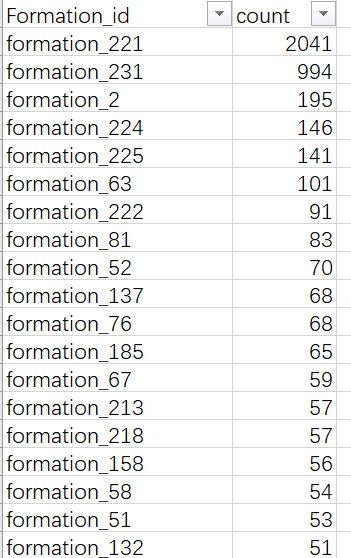 Formation_id count
formation_221 2041
formation_231 994
formation_2 195
formation_224 146
formation_225 141
formation_63 101
formation_222 91
formation_81 83
formation_52 70
formation_137 68
formation_76 68
formation_185 65
formation_67 59
formation_213 57
formation_218 57
formation_158 56
formation_58 54
formation_51 53
formation_132 51